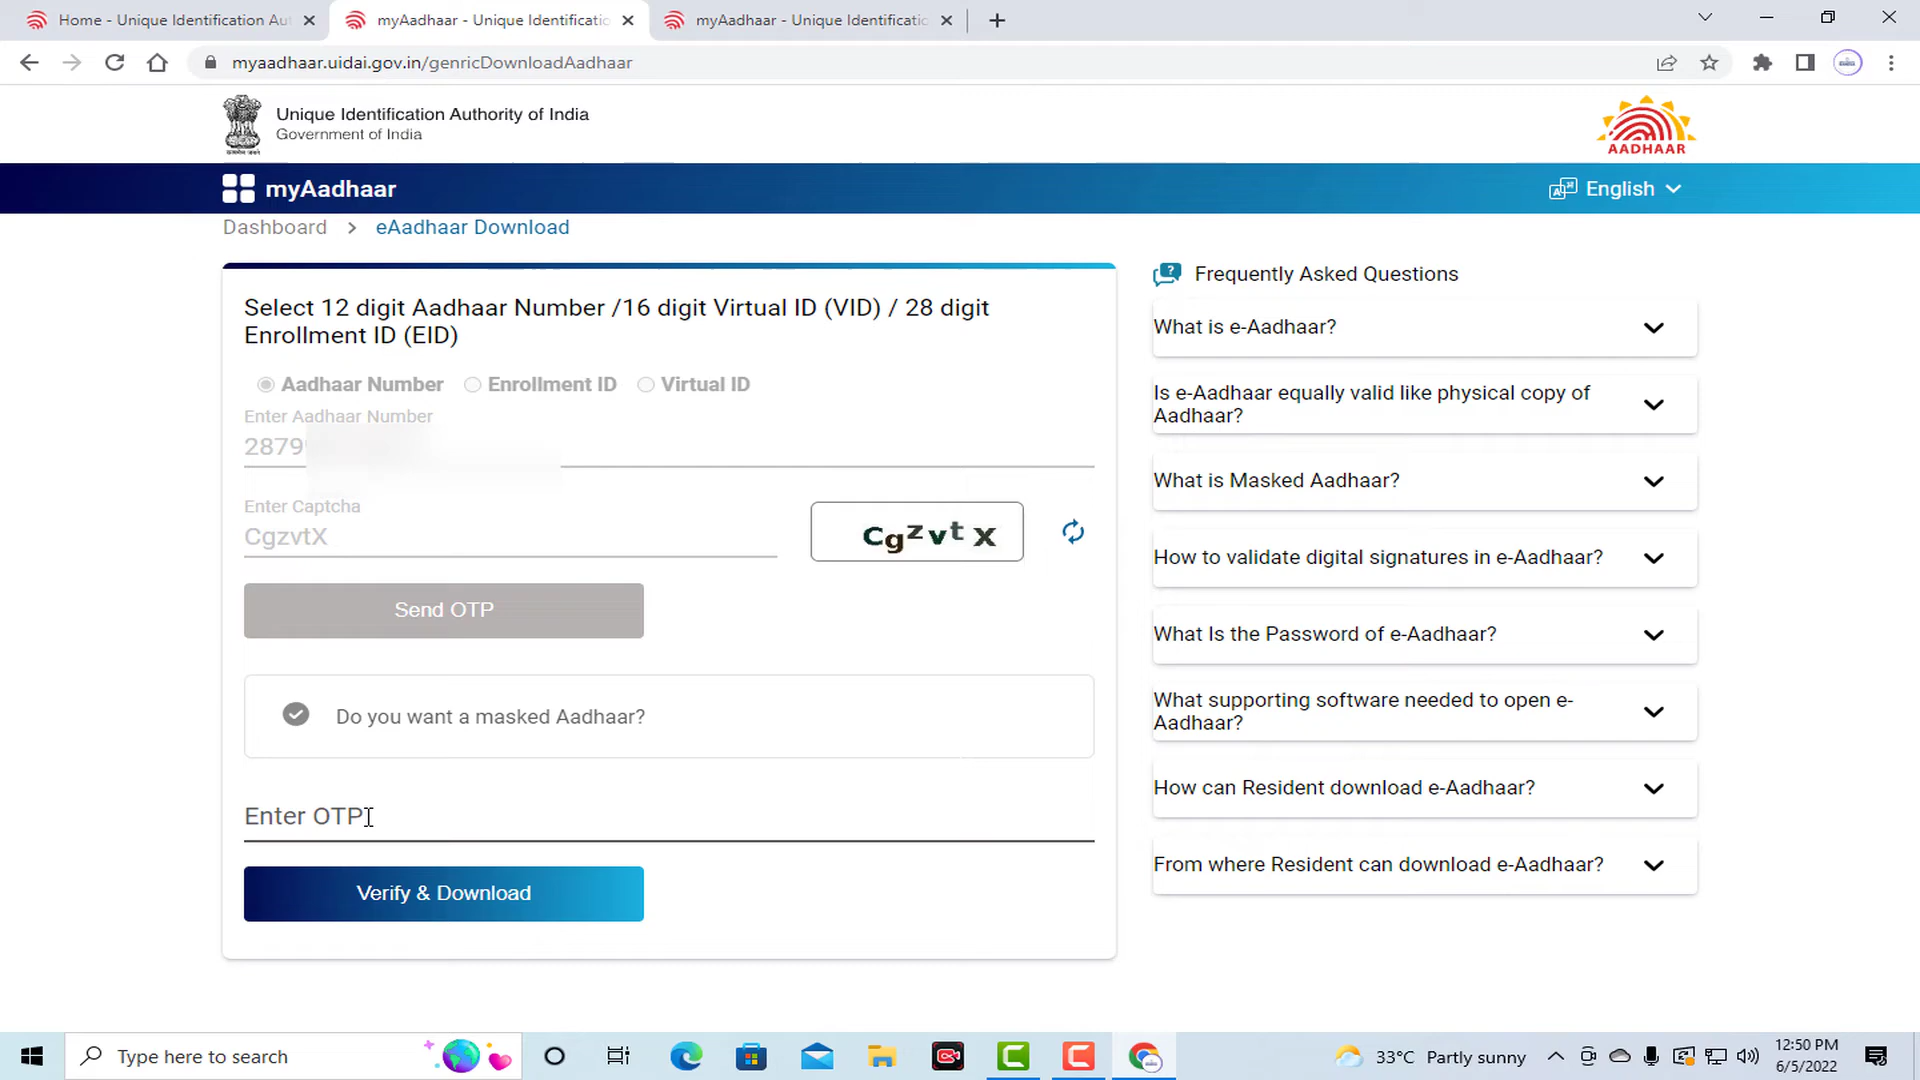 Home - Unique Identification Aut
myAadhaar - Unique Identificatio
myAadhaar - Unique Identificatio
myaadhaar.uidai.gov.in/genricDownloadAadhaar
Unique Identification Authority of India
Government of India
AADHAAR
myAadhaar
English
Dashboard > eAadhaar Download
Select 12 digit Aadhaar Number /16 digit Virtual ID (VID) / 28 digit
Enrollment ID (EID)
Aadhaar Number Enrollment ID Virtual ID
Enter Aadhaar Number
2879
Enter Captcha
CgzvtX
CgzvtX
Send OTP
Do you want a masked Aadhaar?
Enter OTP
Verify & Download
Frequently Asked Questions
What is e-Aadhaar?
Is e-Aadhaar equally valid like physical copy of
Aadhaar?
What is Masked Aadhaar?
How to validate digital signatures in e-Aadhaar?
What Is the Password of e-Aadhaar?
What supporting software needed to open e-
Aadhaar?
How can Resident download e-Aadhaar?
From where Resident can download e-Aadhaar?
Type here to search
33°C Partly sunny
12:50 PM
6/5/2022